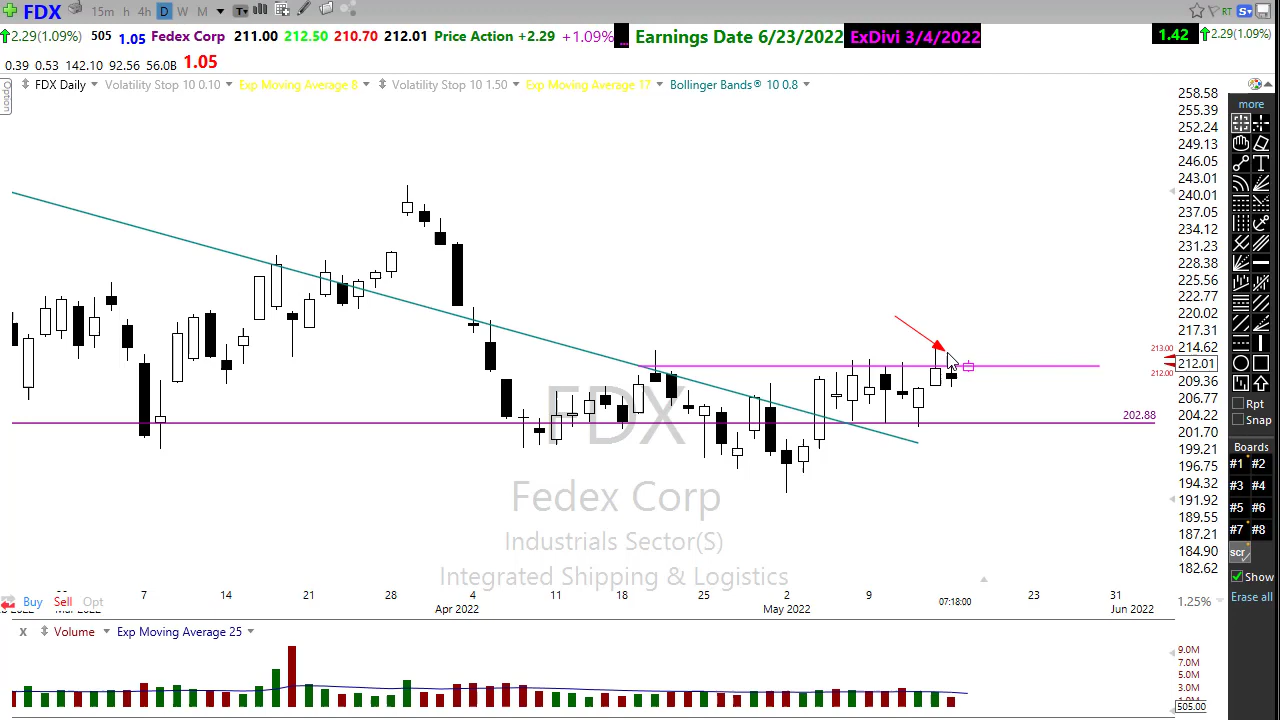 FDX 15m h 4h D W M T RT S
2.29(1.09%) 505 1.05 Fedex Corp 211.00 212.50 210.70 212.01 Price Action +2.29 +1.09% ... Earnings Date 6/23/2022 ExDivi 3/4/2022 1.42 2.29(1.09%)
0.39 0.53 142.10 92.56 56.0B 1.05
Option
FDX Daily Volatility Stop 10 0.10 Exp Moving Average 8 Volatility Stop 10 1.50 Exp Moving Average 17 Bollinger Bands® 10 0.8
258.58
255.39
252.24
249.13
246.05
243.01
240.01
237.05
234.12
231.23
228.38
225.56
222.77
220.02
217.31
214.62
213.00
212.01
212.00
209.36
206.77
204.22
202.88
201.70
199.21
196.75
194.32
191.92
189.55
187.21
184.90
182.62
FDX
Fedex Corp
Industrials Sector(S)
Integrated Shipping & Logistics
7 14 21 28 4 11 18 25 2 9 23 31
Apr 2022 May 2022 07:18:00 Jun 2022
Buy Sell Opt
1.25%
x Volume Exp Moving Average 25
9.0M
7.0M
5.0M
3.0M
505.00
more
Rpt
Snap
Boards
#1 #2
#3 #4
#5 #6
#7 #8
scr
Show
Erase all